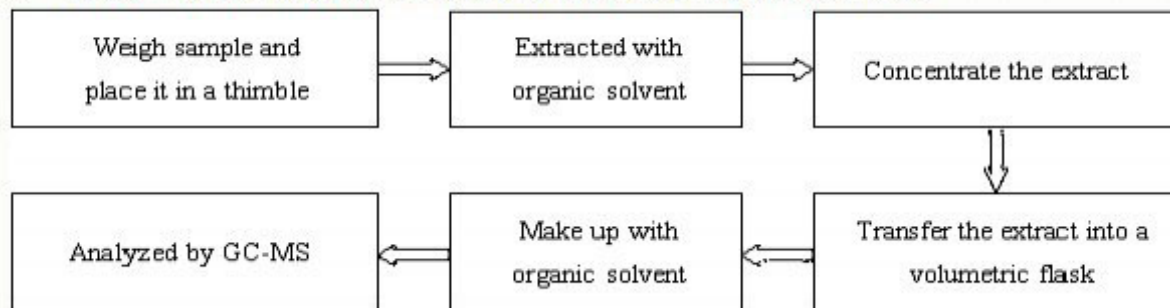 Weigh sample and
place it in a thimble
Extracted with
organic solvent
Concentrate the extract
Transfer the extract into a
volumetric flask
Make up with
organic solvent
Analyzed by GC-MS